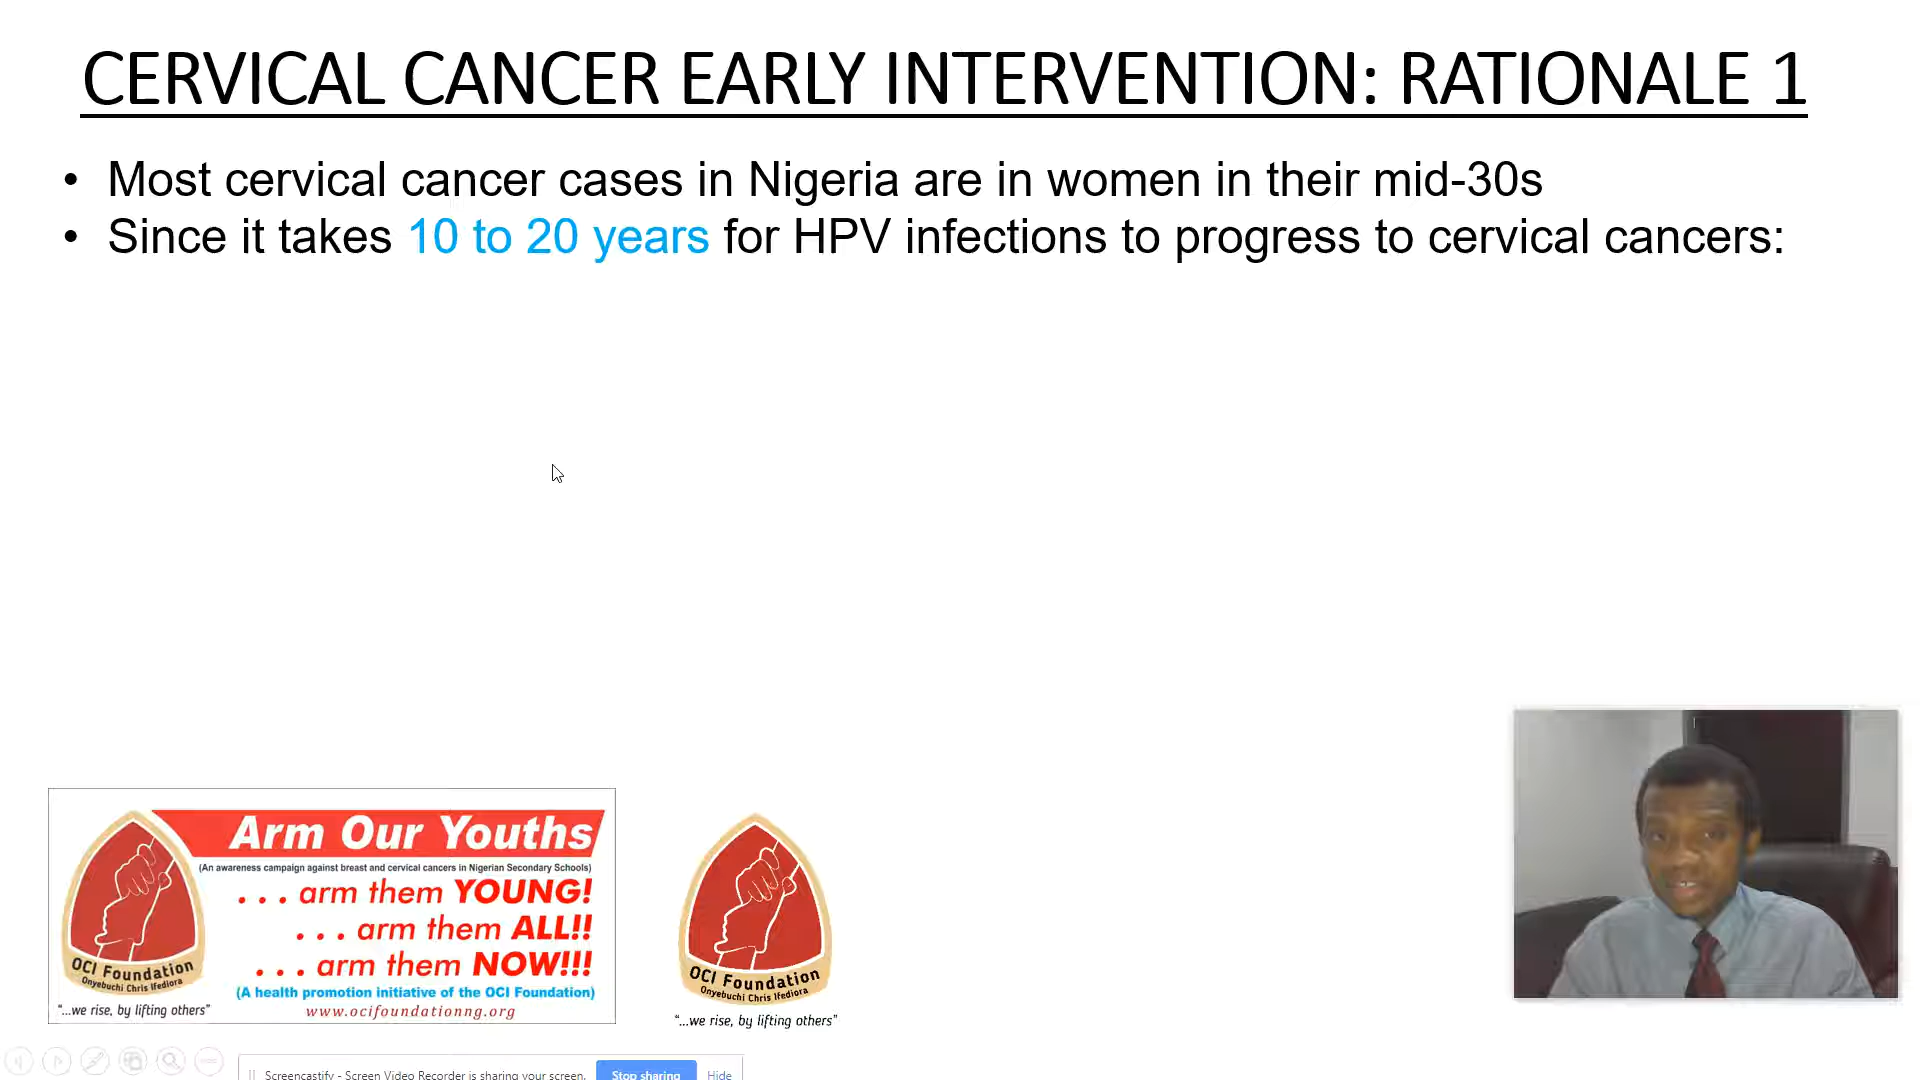 CERVICAL CANCER EARLY INTERVENTION: RATIONALE 1
• Most cervical cancer cases in Nigeria are in women in their mid-30s
• Since it takes 10 to 20 years for HPV infections to progress to cervical cancers:
Arm Our Youths
(An awareness campaign against breast and cervical cancers in Nigerian Secondary Schools)
. . . arm them YOUNG!
. . . arm them ALL!!
. . . arm them NOW!!!
(A health promotion initiative of the OCI Foundation)
www.ocifoundationng.org
OCI Foundation
Onyebuchi Chris Ifediora
“...we rise, by lifting others”
OCI Foundation
Onyebuchi Chris Ifediora
“...we rise, by lifting others”
Screencastify - Screen Video Recorder is sharing your screen.
Stop sharing
Hide